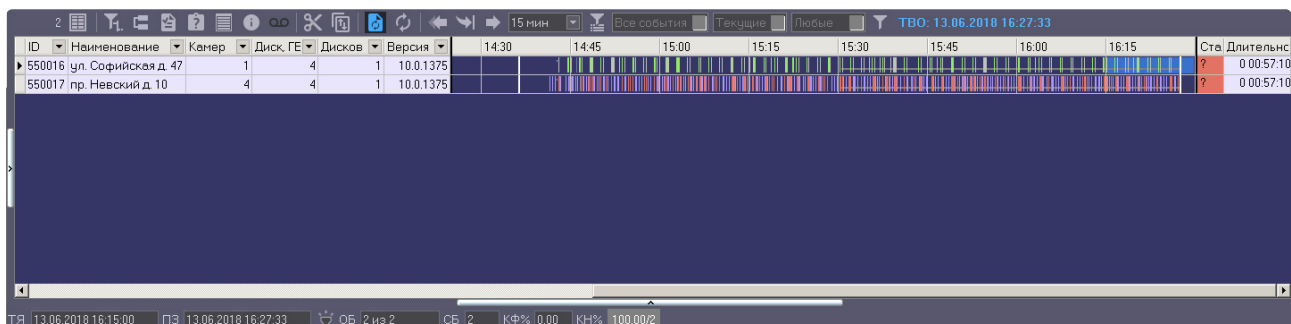 2 15 мин Все события Текущие Любые ТВО: 13.06.2018 16:27:33
ID Наименование Камер Диск, ГЕ Дисков Версия 14:30 14:45 15:00 15:15 15:30 15:45 16:00 16:15 Ста Длительнс
550016 ул. Софийская д. 47 1 4 1 10.0.1375 ? 0 00:57:10
550017 пр. Невский д. 10 4 4 1 10.0.1375 ? 0 00:57:10
ТЯ 13.06.2018 16:15:00 ПЗ 13.06.2018 16:27:33 ОБ 2 из 2 СБ 2 КФ% 0,00 КН% 100,00/2